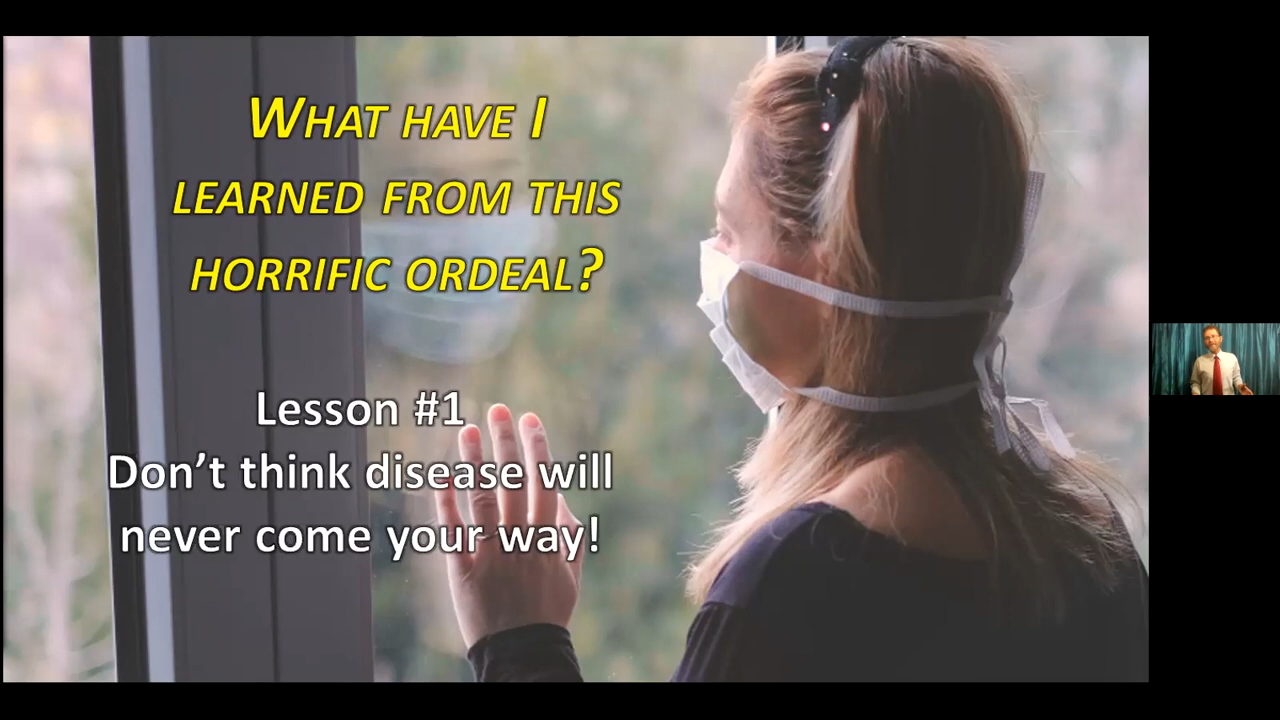 WHAT HAVE I
LEARNED FROM THIS
HORRIFIC ORDEAL?
Lesson #1
Don't think disease will
never come your way!